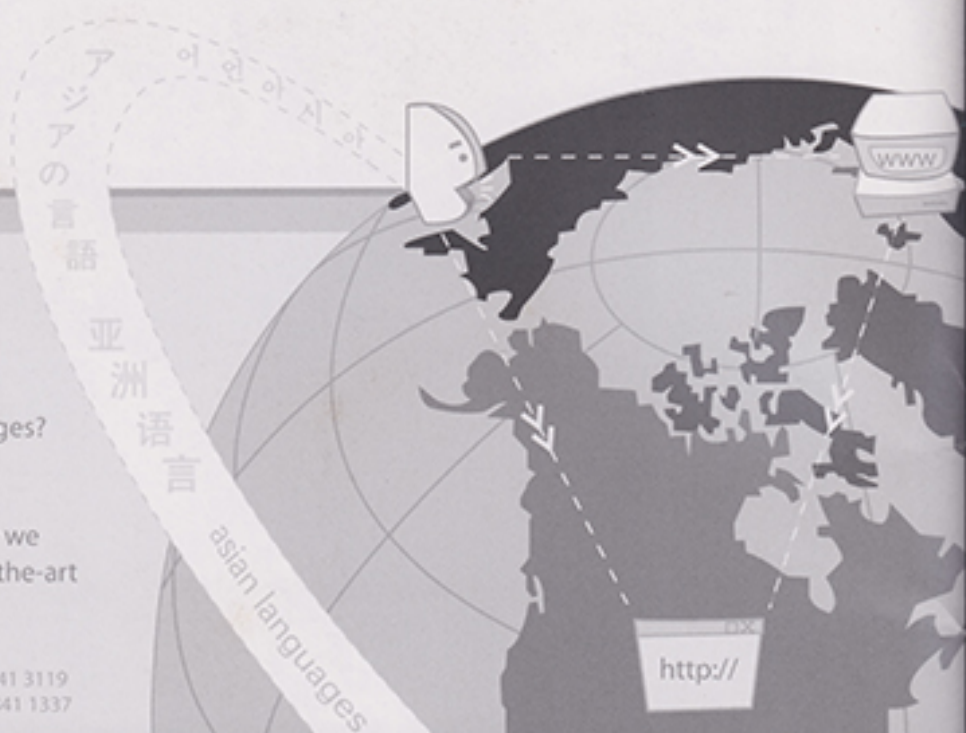 아시아언어
アジアの言語
亚洲语言
asian languages
www
http://
ges?
we
the-art
41 3119
41 1337